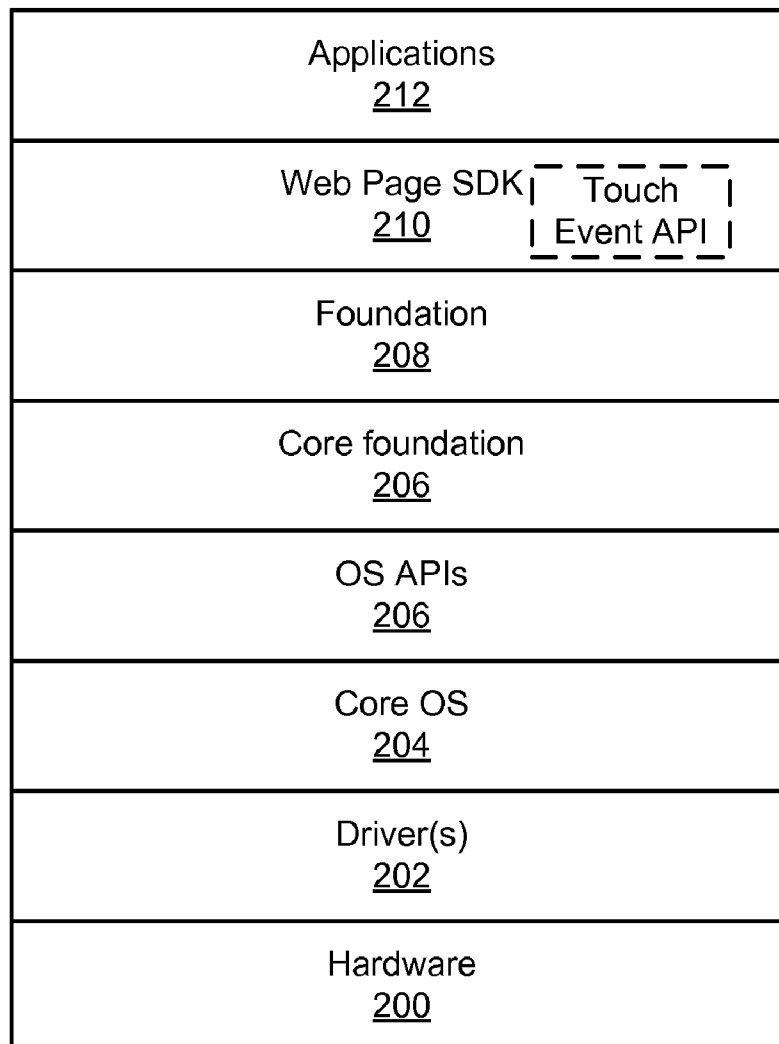 Applications
212
Web Page SDK
210
Touch
Event API
Foundation
208
Core foundation
206
OS APIs
206
Core OS
204
Driver(s)
202
Hardware
200